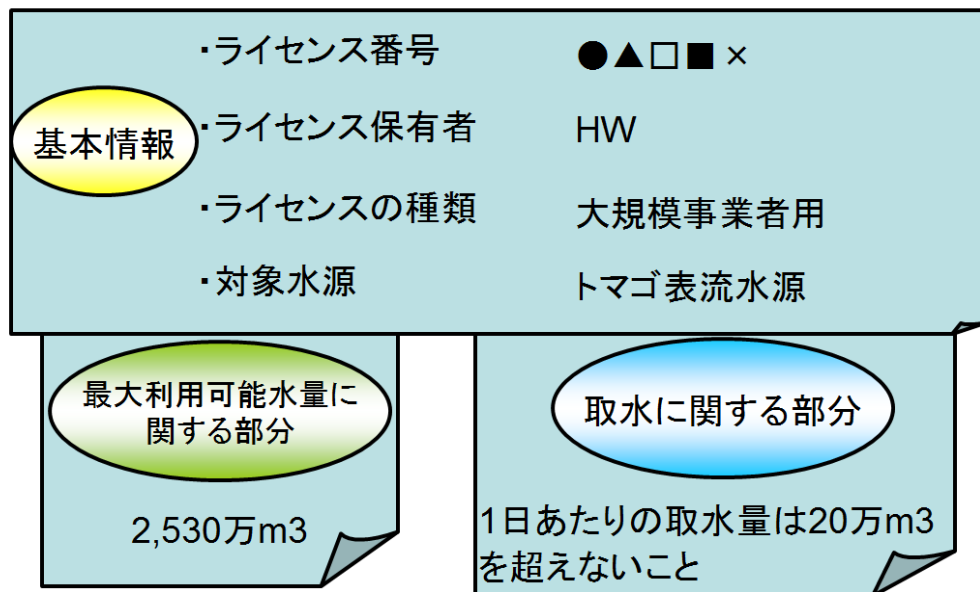 ・ライセンス番号 ●▲□■×
基本情報
・ライセンス保有者 HW
・ライセンスの種類 大規模事業者用
・対象水源 トマゴ表流水源
最大利用可能水量に
関する部分
2,530万m3
取水に関する部分
1日あたりの取水量は20万m3
を超えないこと